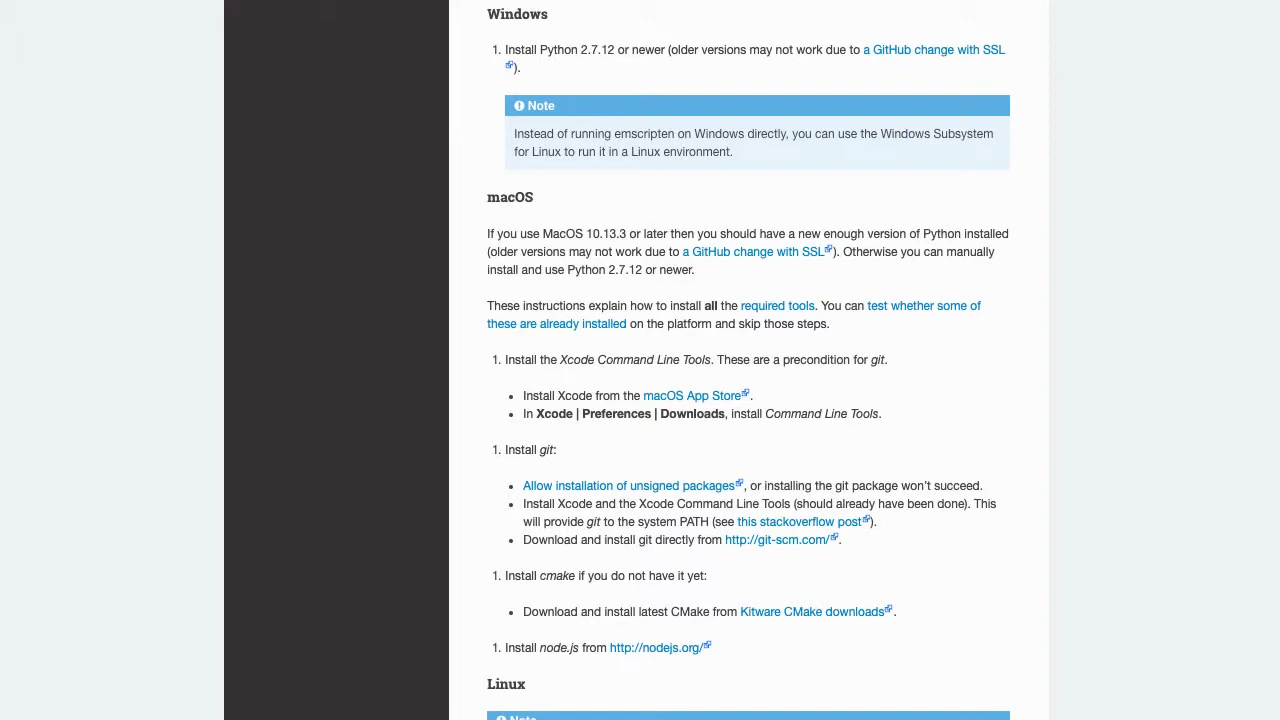 Windows
1. Install Python 2.7.12 or newer (older versions may not work due to a GitHub change with SSL
).
Note
Instead of running emscripten on Windows directly, you can use the Windows Subsystem
for Linux to run it in a Linux environment.
macOS
If you use MacOS 10.13.3 or later then you should have a new enough version of Python installed
(older versions may not work due to a GitHub change with SSL). Otherwise you can manually
install and use Python 2.7.12 or newer.
These instructions explain how to install all the required tools. You can test whether some of
these are already installed on the platform and skip those steps.
1. Install the Xcode Command Line Tools. These are a precondition for git.
• Install Xcode from the macOS App Store.
• In Xcode | Preferences | Downloads, install Command Line Tools.
1. Install git:
• Allow installation of unsigned packages, or installing the git package won’t succeed.
• Install Xcode and the Xcode Command Line Tools (should already have been done). This
will provide git to the system PATH (see this stackoverflow post).
• Download and install git directly from http://git-scm.com/.
1. Install cmake if you do not have it yet:
• Download and install latest CMake from Kitware CMake downloads.
1. Install node.js from http://nodejs.org/
Linux
Note